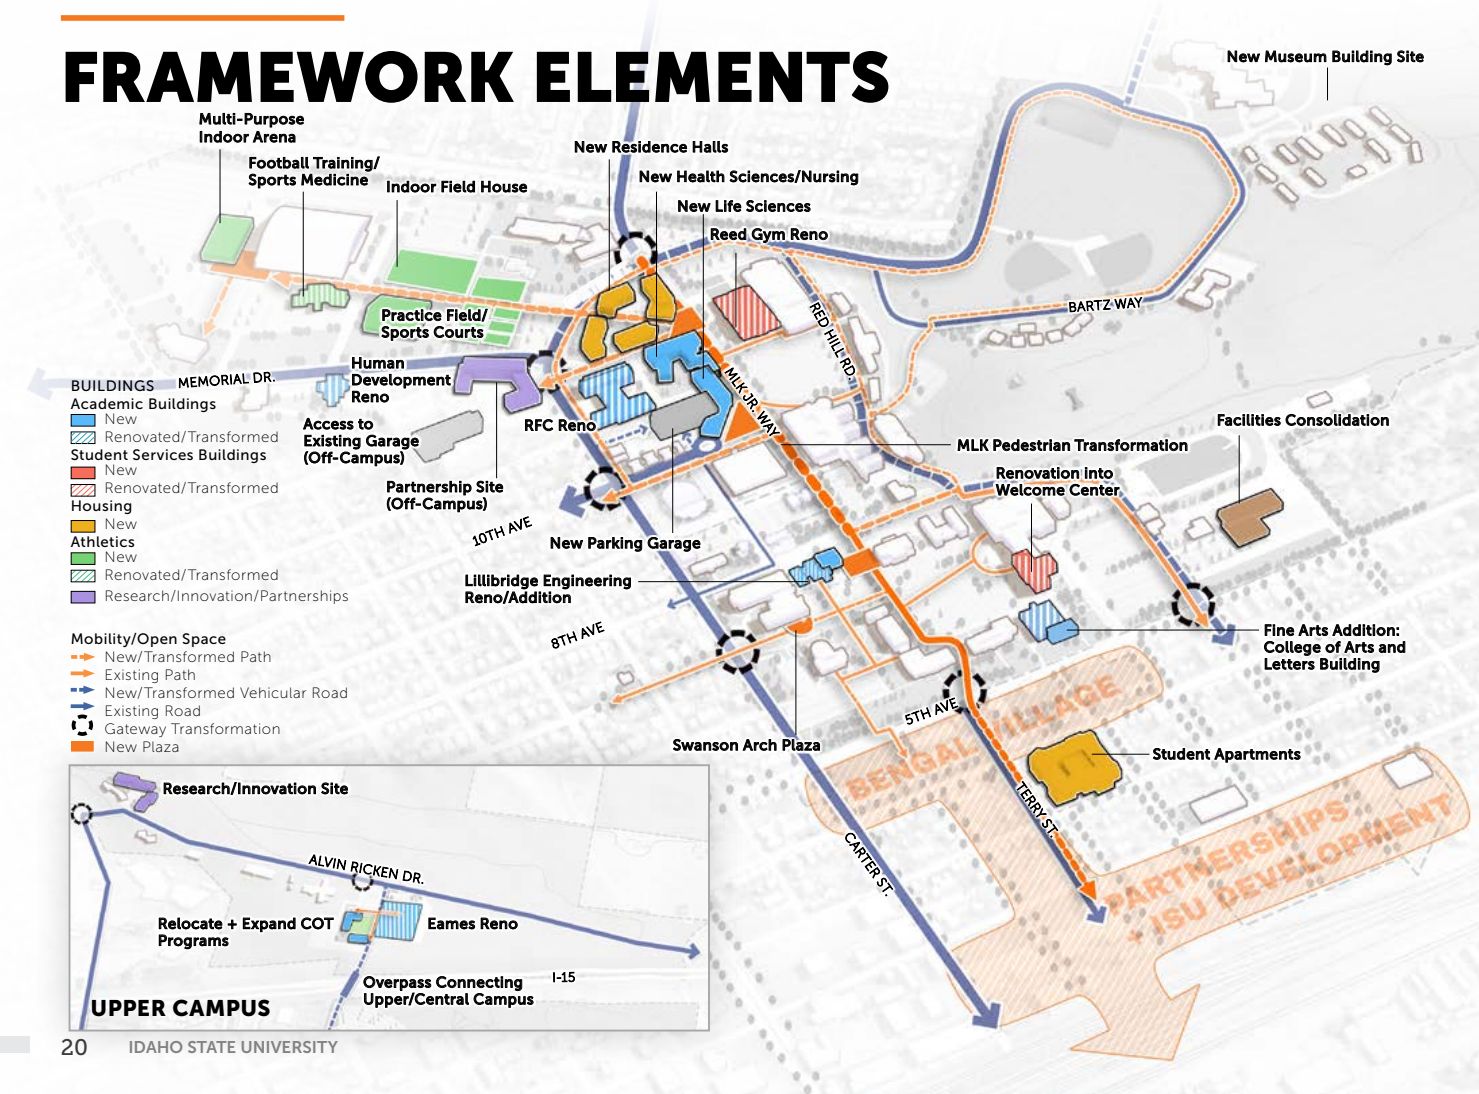 FRAMEWORK ELEMENTS
New Museum Building Site
Multi-Purpose
Indoor Arena
Football Training/
Sports Medicine
Indoor Field House
New Residence Halls
New Health Sciences/Nursing
New Life Sciences
Reed Gym Reno
Practice Field/
Sports Courts
RED HILL RD.
BARTZ WAY
MEMORIAL DR.
Human
Development
Reno
MLK JR. WAY
Access to
Existing Garage
(Off-Campus)
RFC Reno
Partnership Site
(Off-Campus)
10TH AVE
New Parking Garage
MLK Pedestrian Transformation
Renovation into
Welcome Center
Facilities Consolidation
Lillibridge Engineering
Reno/Addition
8TH AVE
Fine Arts Addition:
College of Arts and
Letters Building
5TH AVE
Swanson Arch Plaza
Student Apartments
BENGAL VILLAGE
TERRY ST.
CARTER ST.
PARTNERSHIPS
+ ISU DEVELOPMENT
BUILDINGS
Academic Buildings
New
Renovated/Transformed
Student Services Buildings
New
Renovated/Transformed
Housing
New
Athletics
New
Renovated/Transformed
Research/Innovation/Partnerships
Mobility/Open Space
New/Transformed Path
Existing Path
New/Transformed Vehicular Road
Existing Road
Gateway Transformation
New Plaza
Research/Innovation Site
ALVIN RICKEN DR.
Relocate + Expand COT
Programs
Eames Reno
Overpass Connecting
Upper/Central Campus
I-15
UPPER CAMPUS
20
IDAHO STATE UNIVERSITY